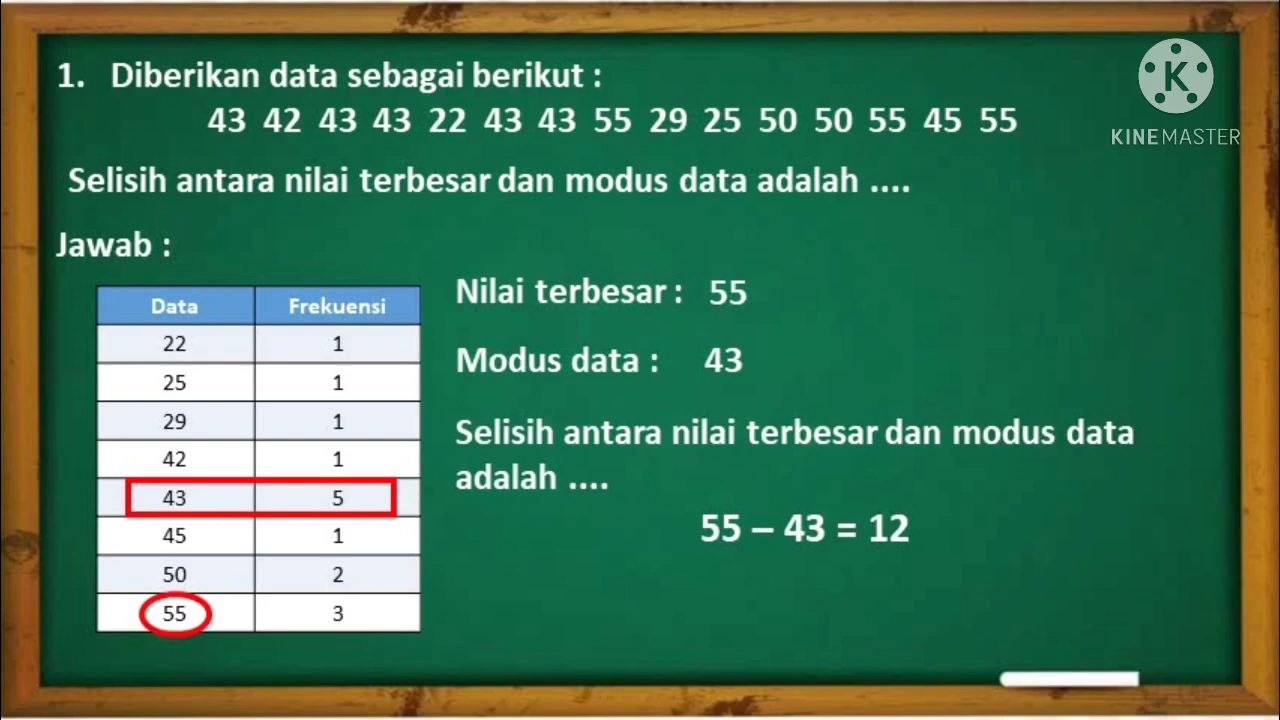 1. Diberikan data sebagai berikut :
43 42 43 43 22 43 43 55 29 25 50 50 55 45 55
KINEMASTER
Selisih antara nilai terbesar dan modus data adalah ....
Jawab :
Data Frekuensi
22 1
25 1
29 1
42 1
43 5
45 1
50 2
55 3
Nilai terbesar : 55
Modus data : 43
Selisih antara nilai terbesar dan modus data
adalah ....
55 – 43 = 12